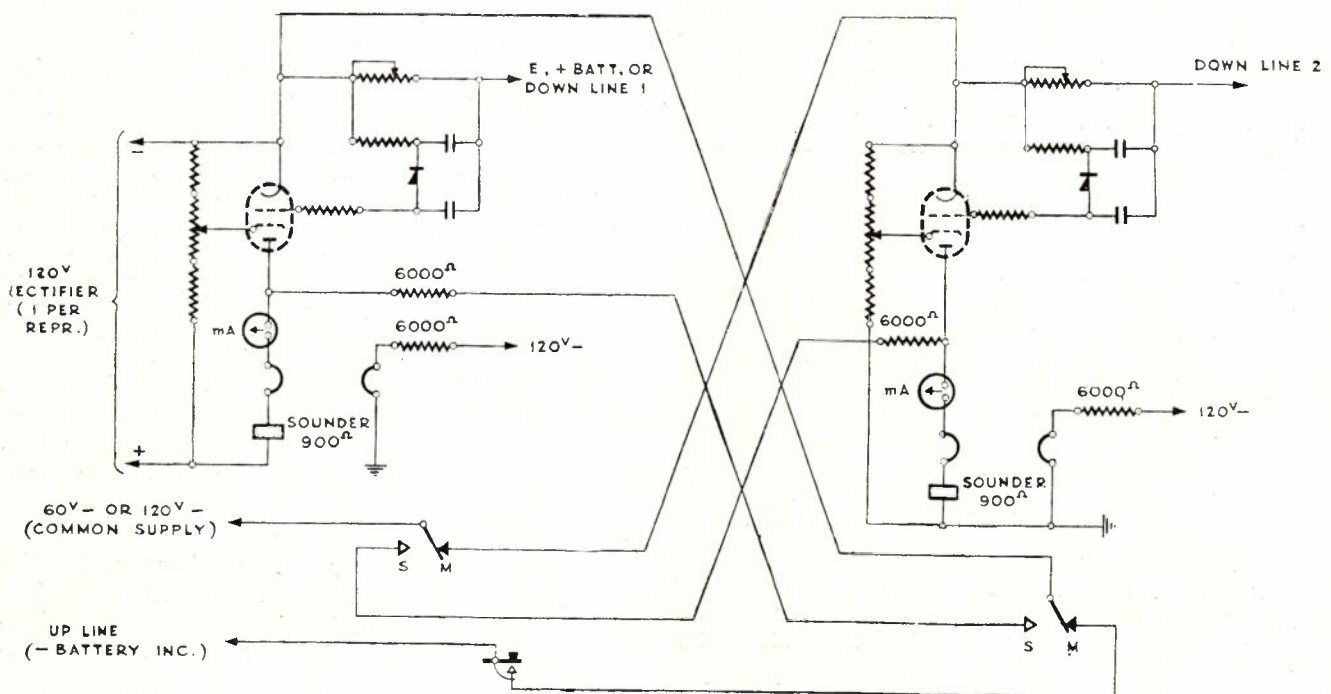 E, + BATT, OR
DOWN LINE 1
DOWN LINE 2
−
120V
(ECTIFIER
(1 PER
REPR.)
6000Ω
mA
6000Ω
120V−
SOUNDER
900Ω
+
6000Ω
mA
6000Ω
120V−
SOUNDER
900Ω
60V− OR 120V−
(COMMON SUPPLY)
S M
S M
UP LINE
(−BATTERY INC.)